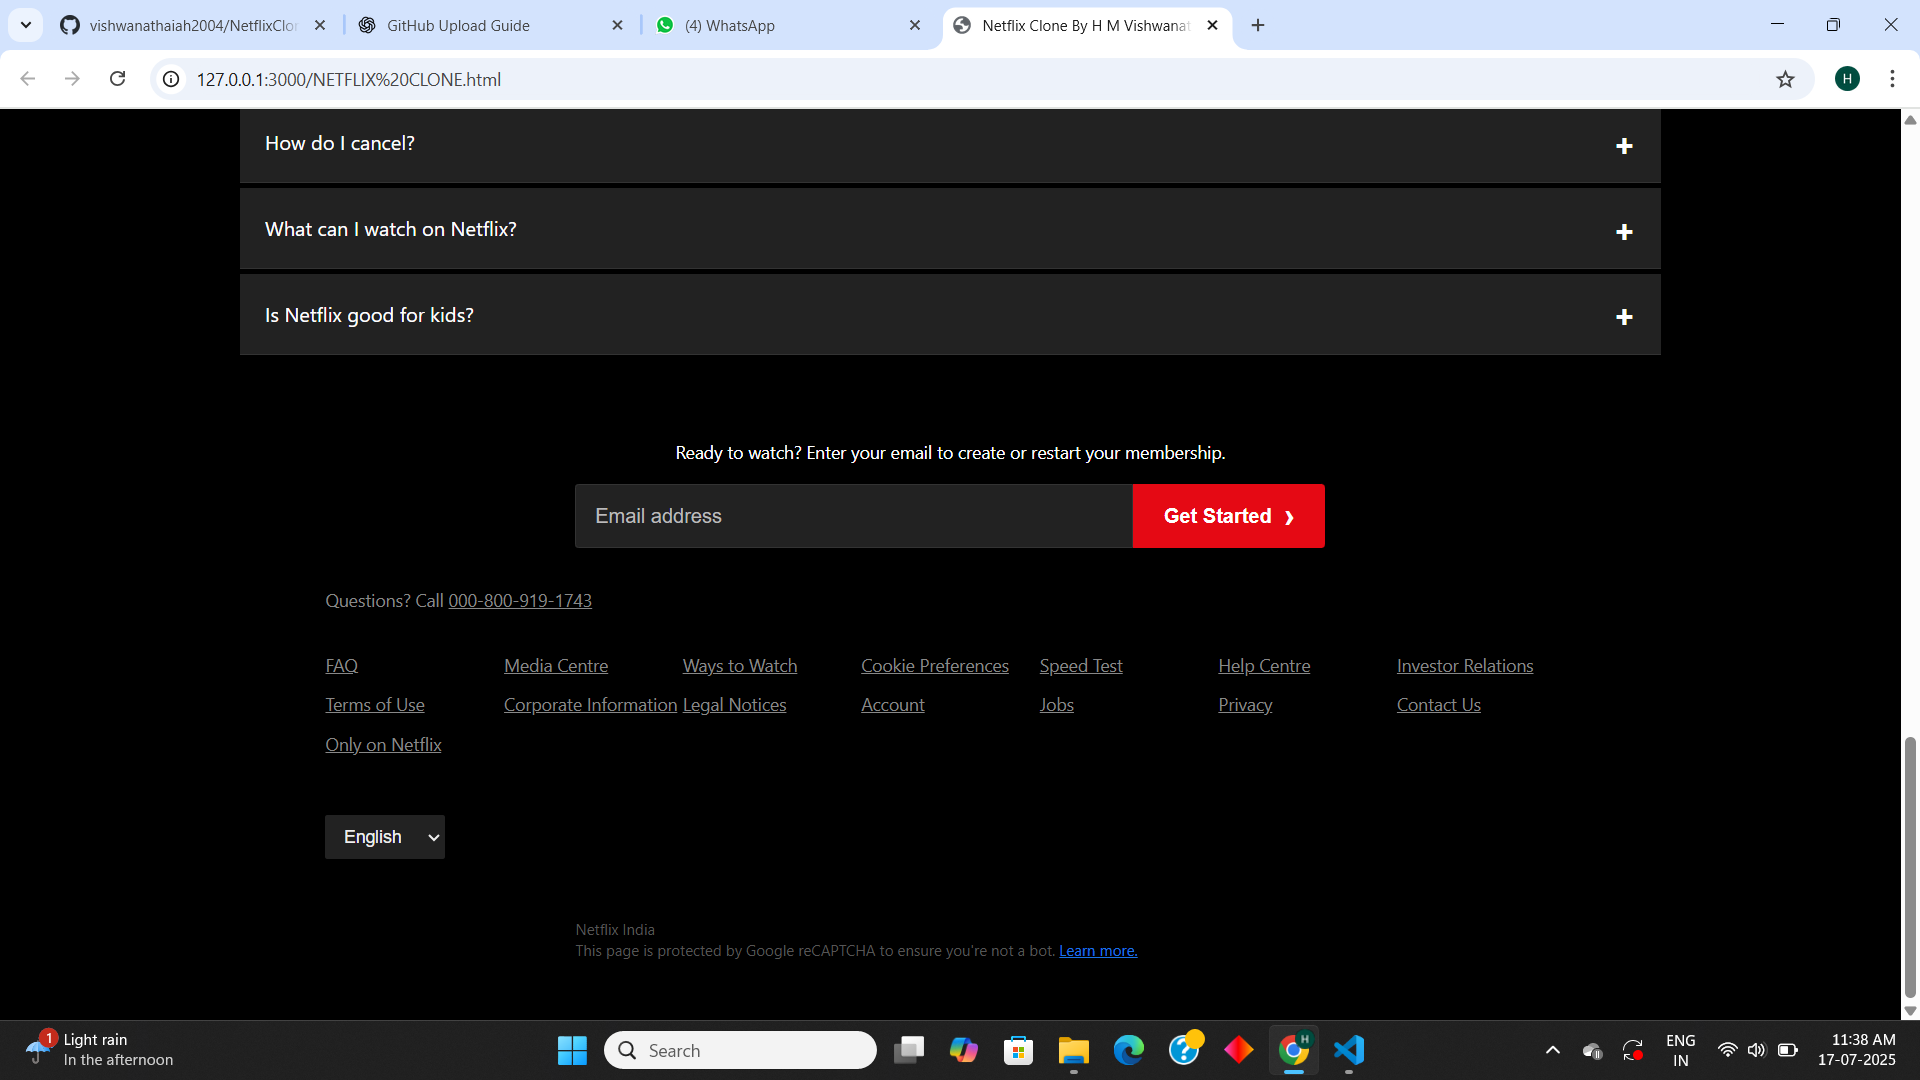 vishwanathaiah2004/NetflixClon
GitHub Upload Guide
(4) WhatsApp
Netflix Clone By H M Vishwanat
127.0.0.1:3000/NETFLIX%20CLONE.html
H
How do I cancel? +
What can I watch on Netflix? +
Is Netflix good for kids? +
Ready to watch? Enter your email to create or restart your membership.
Email address
Get Started ›
Questions? Call 000-800-919-1743
FAQ Media Centre Ways to Watch Cookie Preferences Speed Test Help Centre Investor Relations
Terms of Use Corporate Information Legal Notices Account Jobs Privacy Contact Us
Only on Netflix
English
Netflix India
This page is protected by Google reCAPTCHA to ensure you're not a bot. Learn more.
1
Light rain
In the afternoon
Search
H
ENG
IN
11:38 AM
17-07-2025